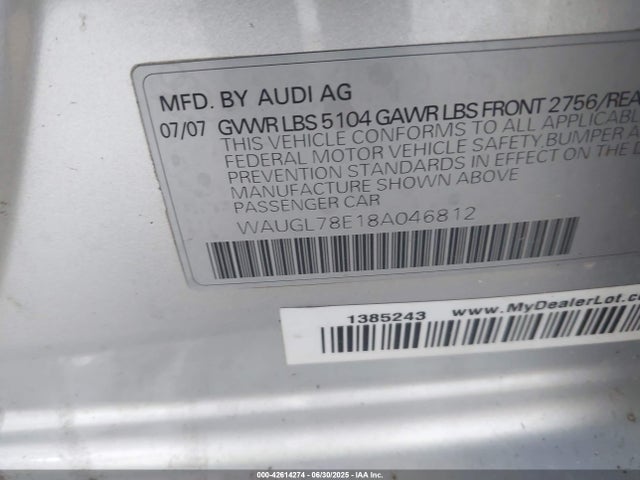 MFD. BY AUDI AG
07/07 GVWR LBS 5104 GAWR LBS FRONT 2756/REA
THIS VEHICLE CONFORMS TO ALL APPLICABL
FEDERAL MOTOR VEHICLE SAFETY, BUMPER A
PREVENTION STANDARDS IN EFFECT ON THE D
MANUFACTURE SHOWN ABOVE
PASSENGER CAR
WAUGL78E18A046812
1385243 www.MyDealerLot.co
000-42614274 | 06/30/2025 | IAA INC.